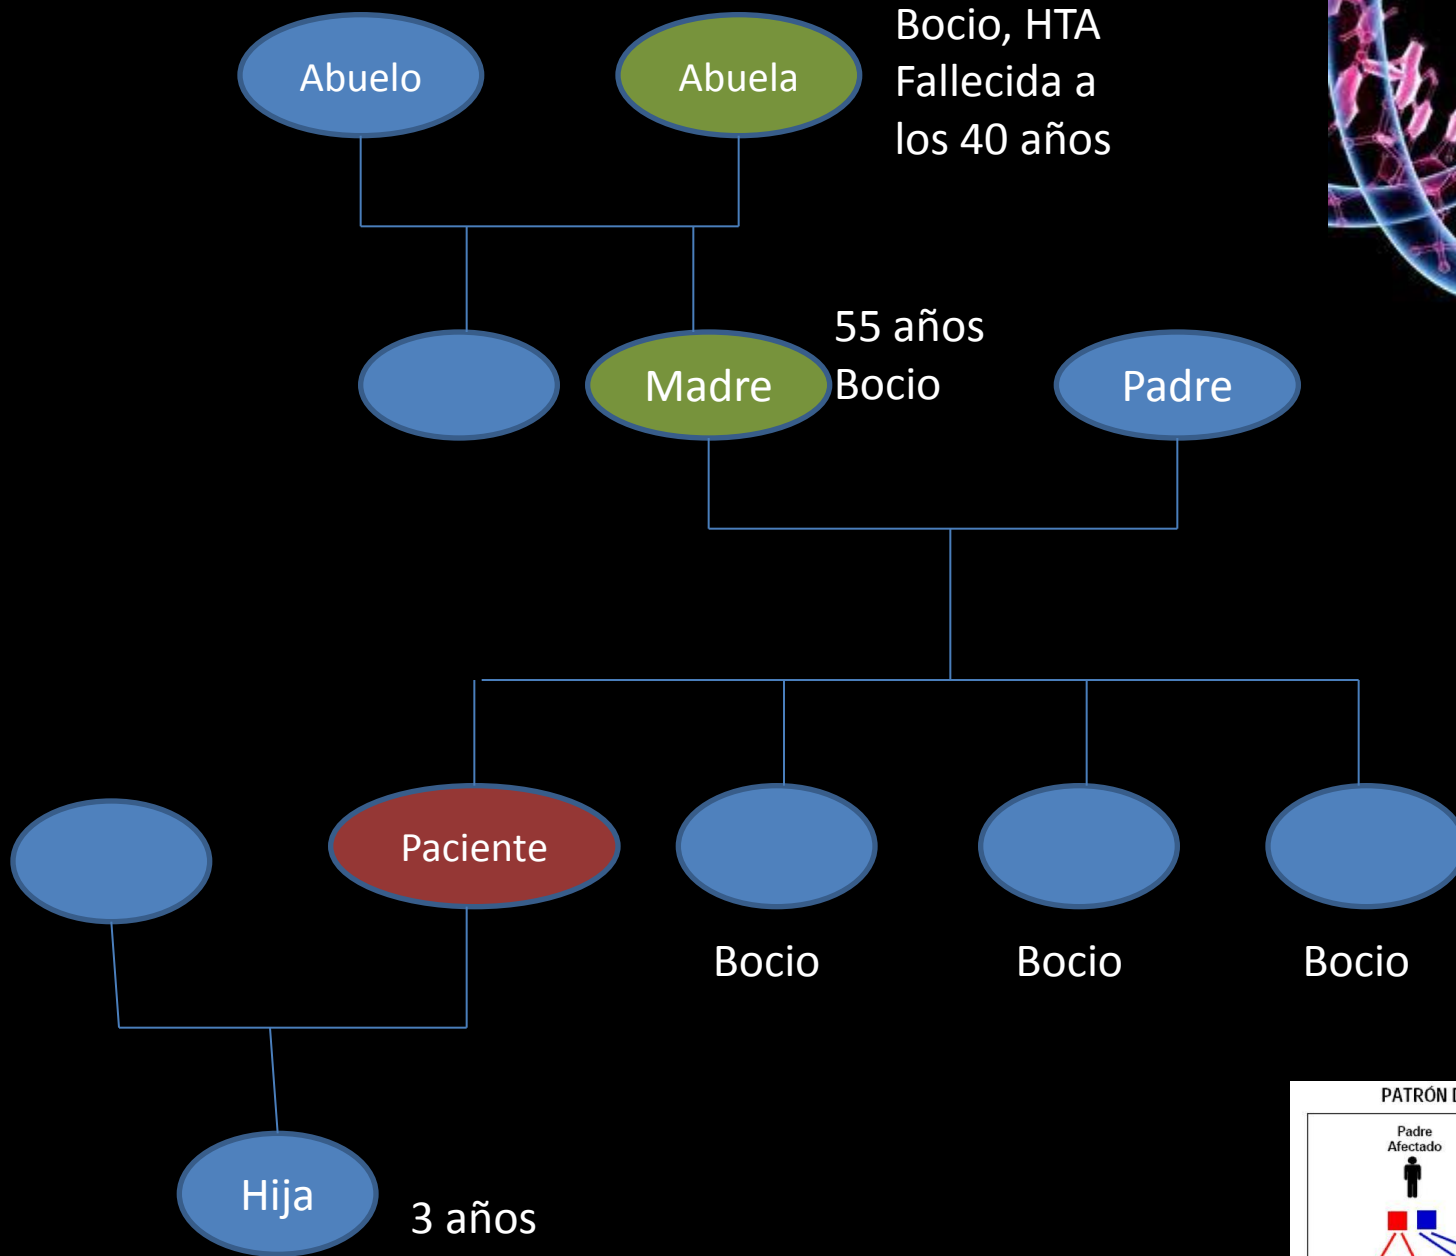 Abuelo
Abuela
Bocio, HTA
Fallecida a
los 40 años
Madre
55 años
Bocio
Padre
Paciente
Bocio
Bocio
Bocio
Hija
3 años
PATRÓN
Padre
Afectado